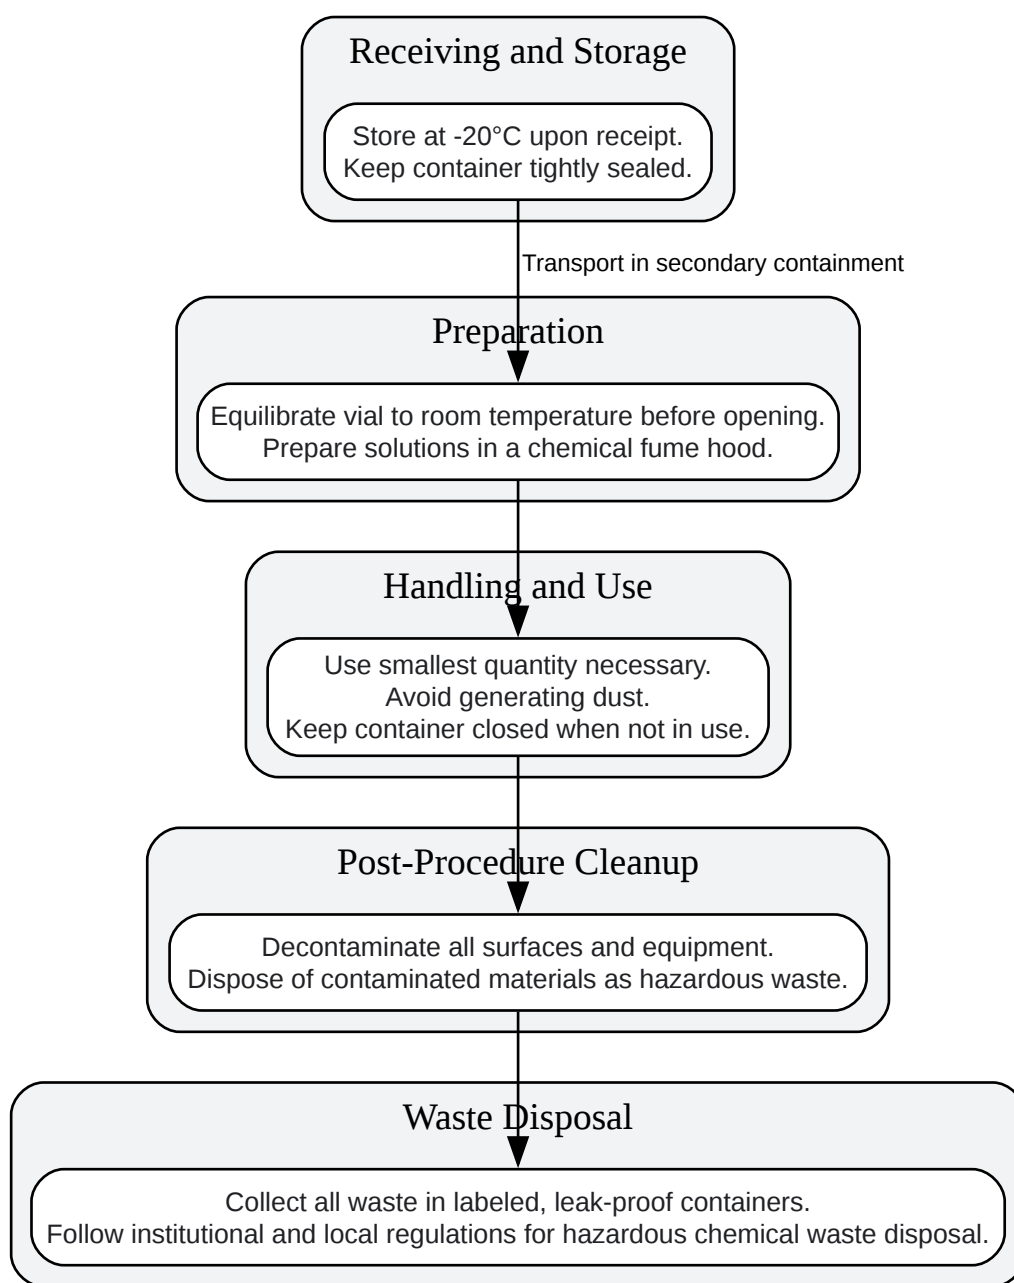 Receiving and Storage
Store at -20°C upon receipt.
Keep container tightly sealed.
Transport in secondary containment
Preparation
Equilibrate vial to room temperature before opening.
Prepare solutions in a chemical fume hood.
Handling and Use
Use smallest quantity necessary.
Avoid generating dust.
Keep container closed when not in use.
Post-Procedure Cleanup
Decontaminate all surfaces and equipment.
Dispose of contaminated materials as hazardous waste.
Waste Disposal
Collect all waste in labeled, leak-proof containers.
Follow institutional and local regulations for hazardous chemical waste disposal.